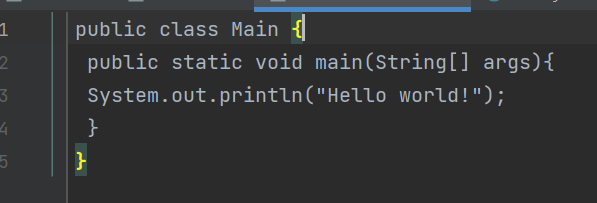 1 public class Main {
2 public static void main(String[] args){
3 System.out.println("Hello world!");
4 }
5 }